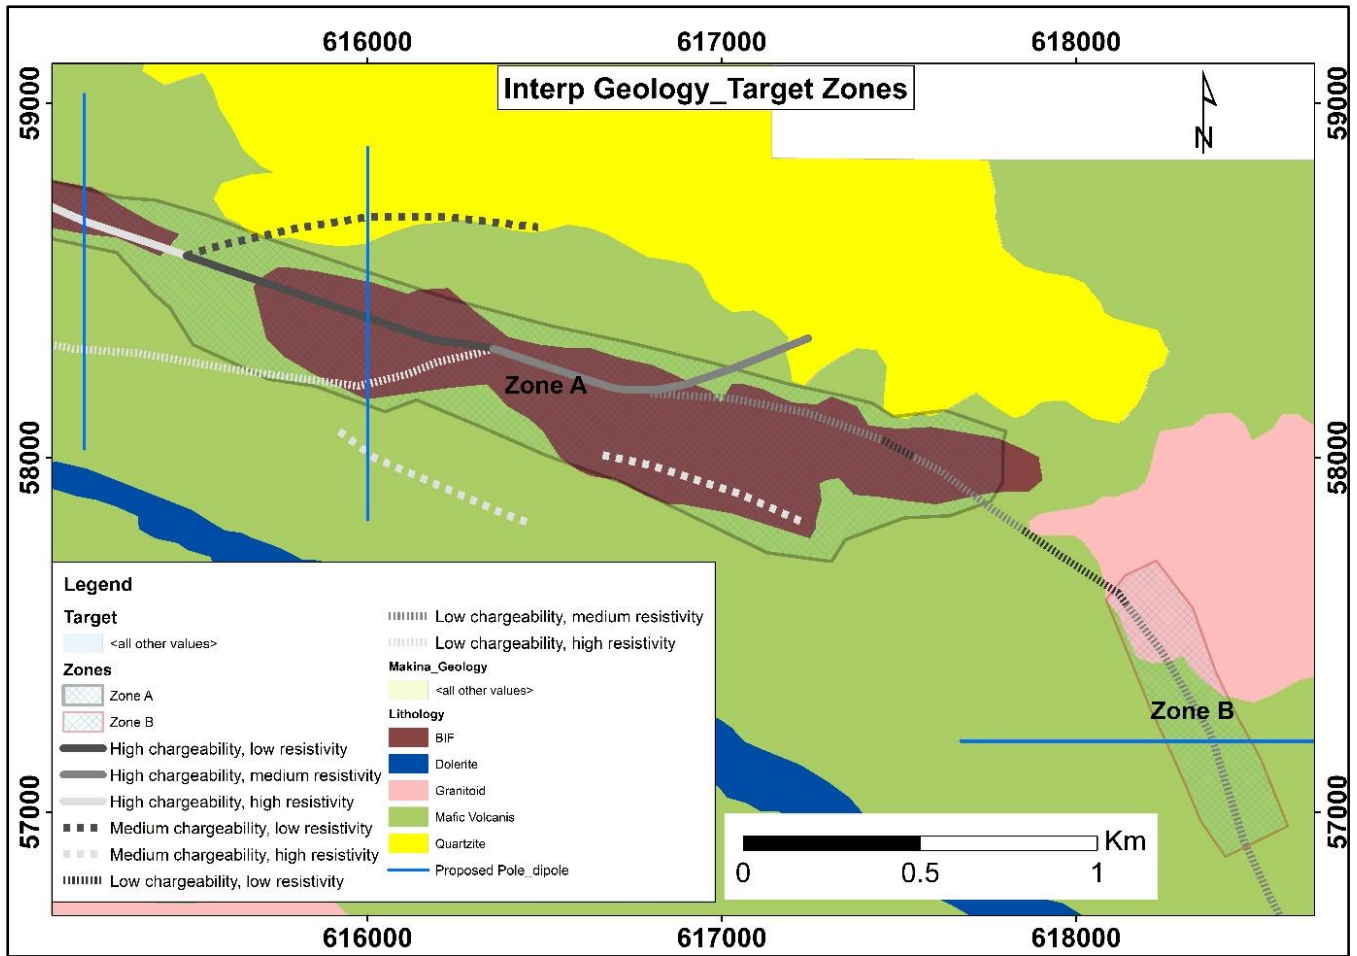 616000 617000 618000
Interp Geology_Target Zones
59000 59000
N
Zone A
58000 58000
Zone B
57000 57000
Legend
Target
<all other values>
Zones
Zone A
Zone B
High chargeability, low resistivity
High chargeability, medium resistivity
High chargeability, high resistivity
Medium chargeability, low resistivity
Medium chargeability, high resistivity
Low chargeability, low resistivity
Low chargeability, medium resistivity
Low chargeability, high resistivity
Makina_Geology
<all other values>
Lithology
BIF
Dolerite
Granitoid
Mafic Volcanis
Quartzite
Proposed Pole_dipole
Km
0 0.5 1
616000 617000 618000